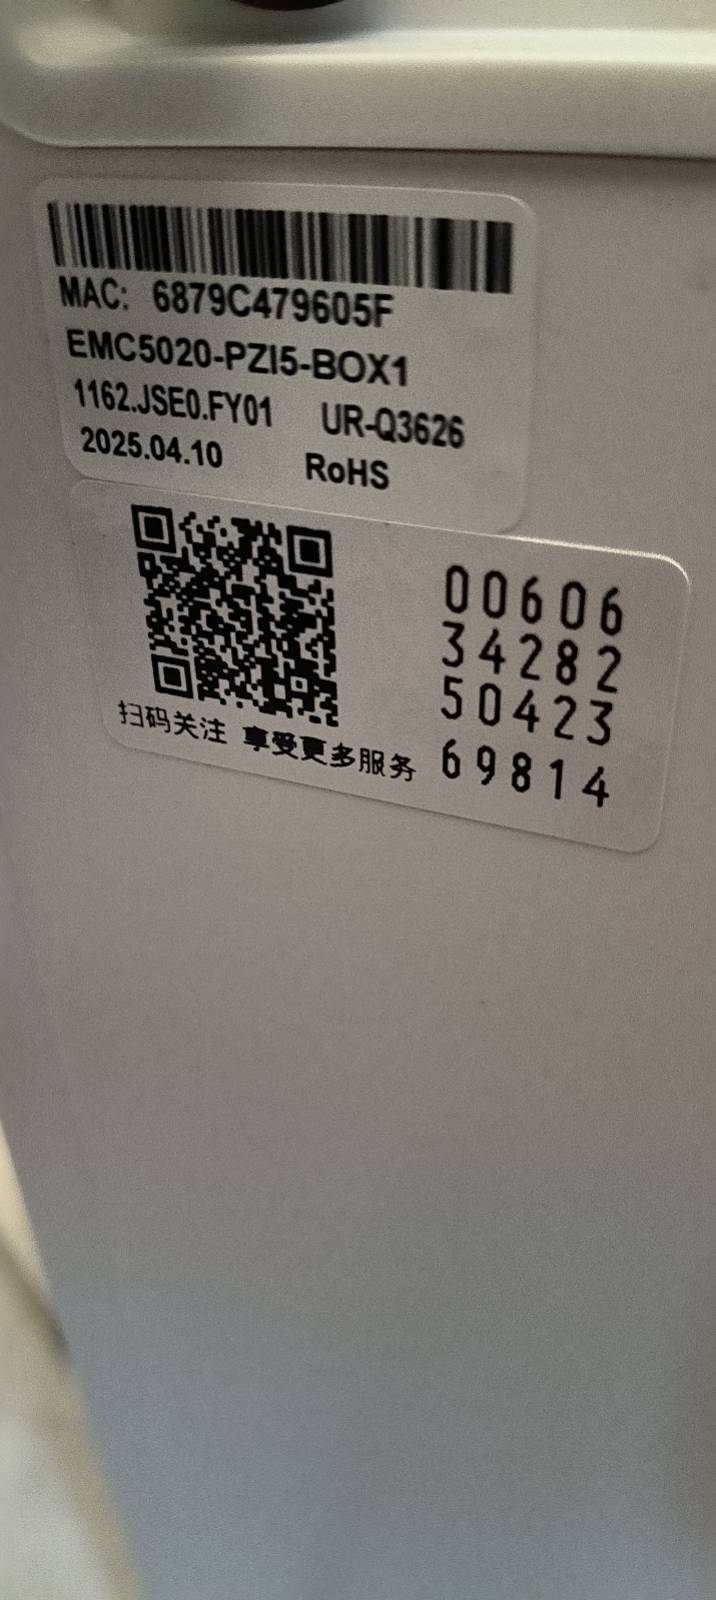 MAC: 6879C479605F
EMC5020-PZI5-BOX1
1162.JSE0.FY01 UR-Q3626
2025.04.10 RoHS
00606
34282
50423
69814
扫码关注 享受更多服务